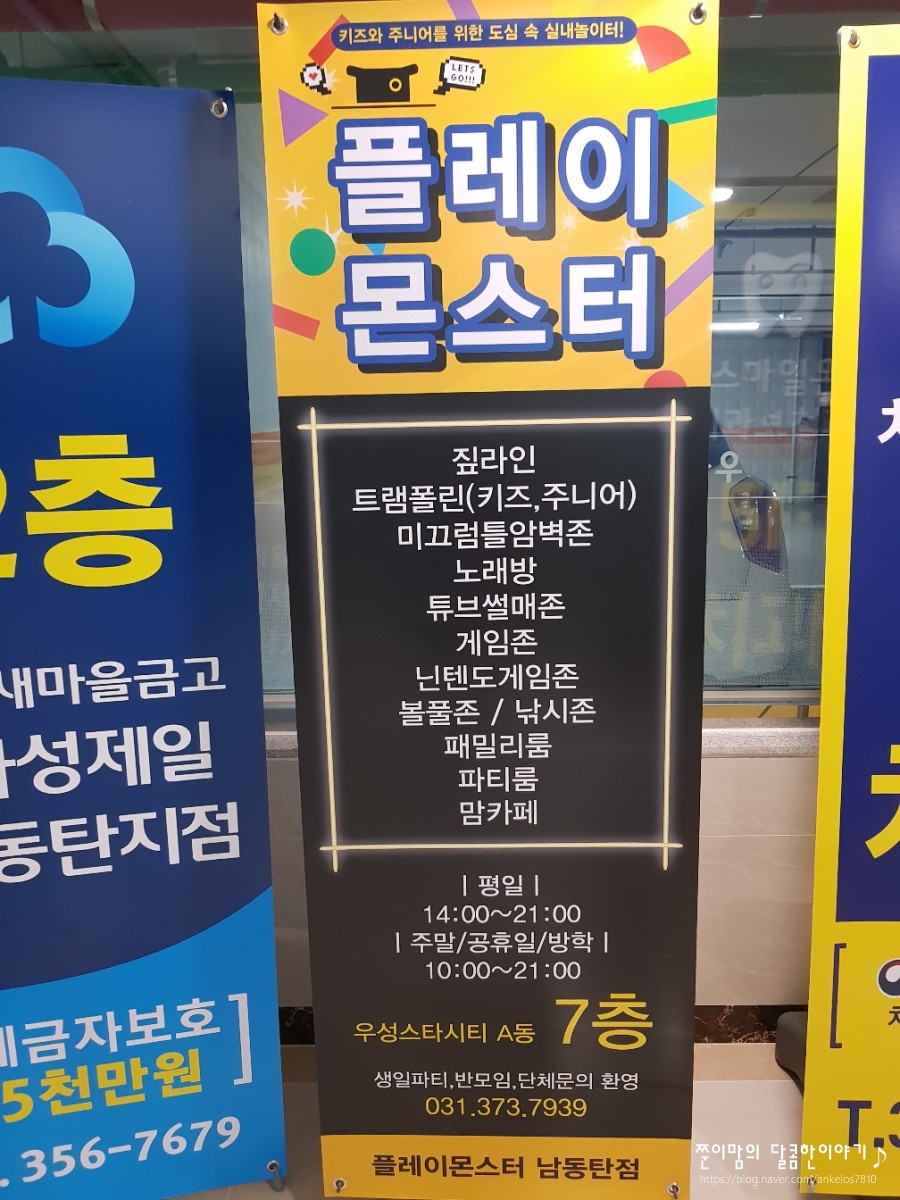 키즈와 주니어를 위한 도심 속 실내놀이터!
LETS
GO!!!
플레이
몬스터
짚라인
트램폴린(키즈,주니어)
미끄럼틀암벽존
노래방
튜브썰매존
게임존
닌텐도게임존
볼풀존 / 낚시존
패밀리룸
파티룸
맘카페
| 평일 |
14:00~21:00
| 주말/공휴일/방학 |
10:00~21:00
우성스타시티 A동 7층
생일파티,반모임,단체문의 환영
031.373.7939
플레이몬스터 남동탄점
2층
새마을금고
화성제일
동탄지점
예금자보호]
5천만원
. 356-7679
T.3
쭌이맘의 달콤한이야기♪
https://blog.naver.com/ankelos7810